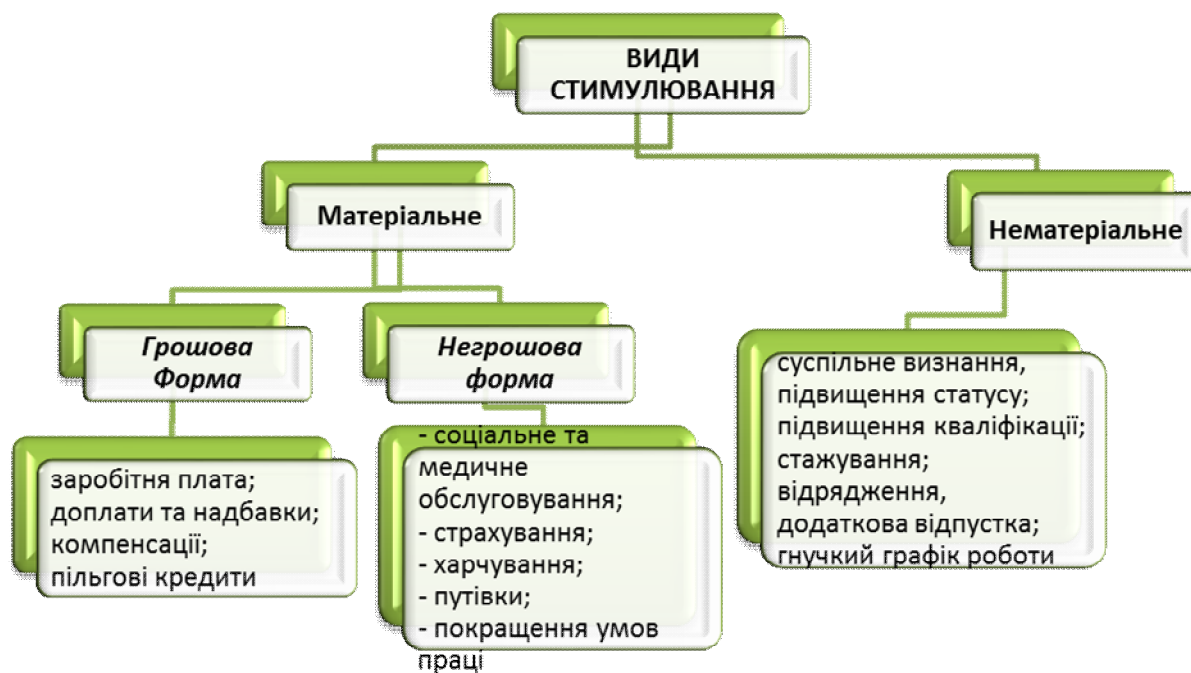 ВИДИ
СТИМУЛЮВАННЯ
Матеріальне
Нематеріальне
Грошова
Форма
Негрошова
форма
заробітня плата;
доплати та надбавки;
компенсації;
пільгові кредити
- соціальне та
медичне
обслуговування;
- страхування;
- харчування;
- путівки;
- покращення умов
праці
суспільне визнання,
підвищення статусу;
підвищення кваліфікації;
стажування;
відрядження,
додаткова відпустка;
гнучкий графік роботи